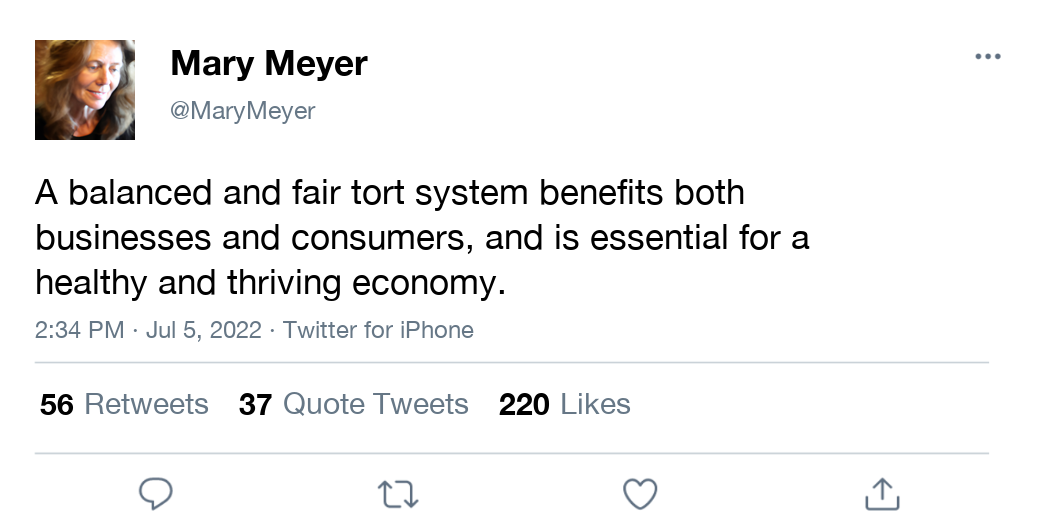 Mary Meyer
@MaryMeyer
A balanced and fair tort system benefits both
businesses and consumers, and is essential for a
healthy and thriving economy.
2:34 PM · Jul 5, 2022 · Twitter for iPhone
56 Retweets 37 Quote Tweets 220 Likes